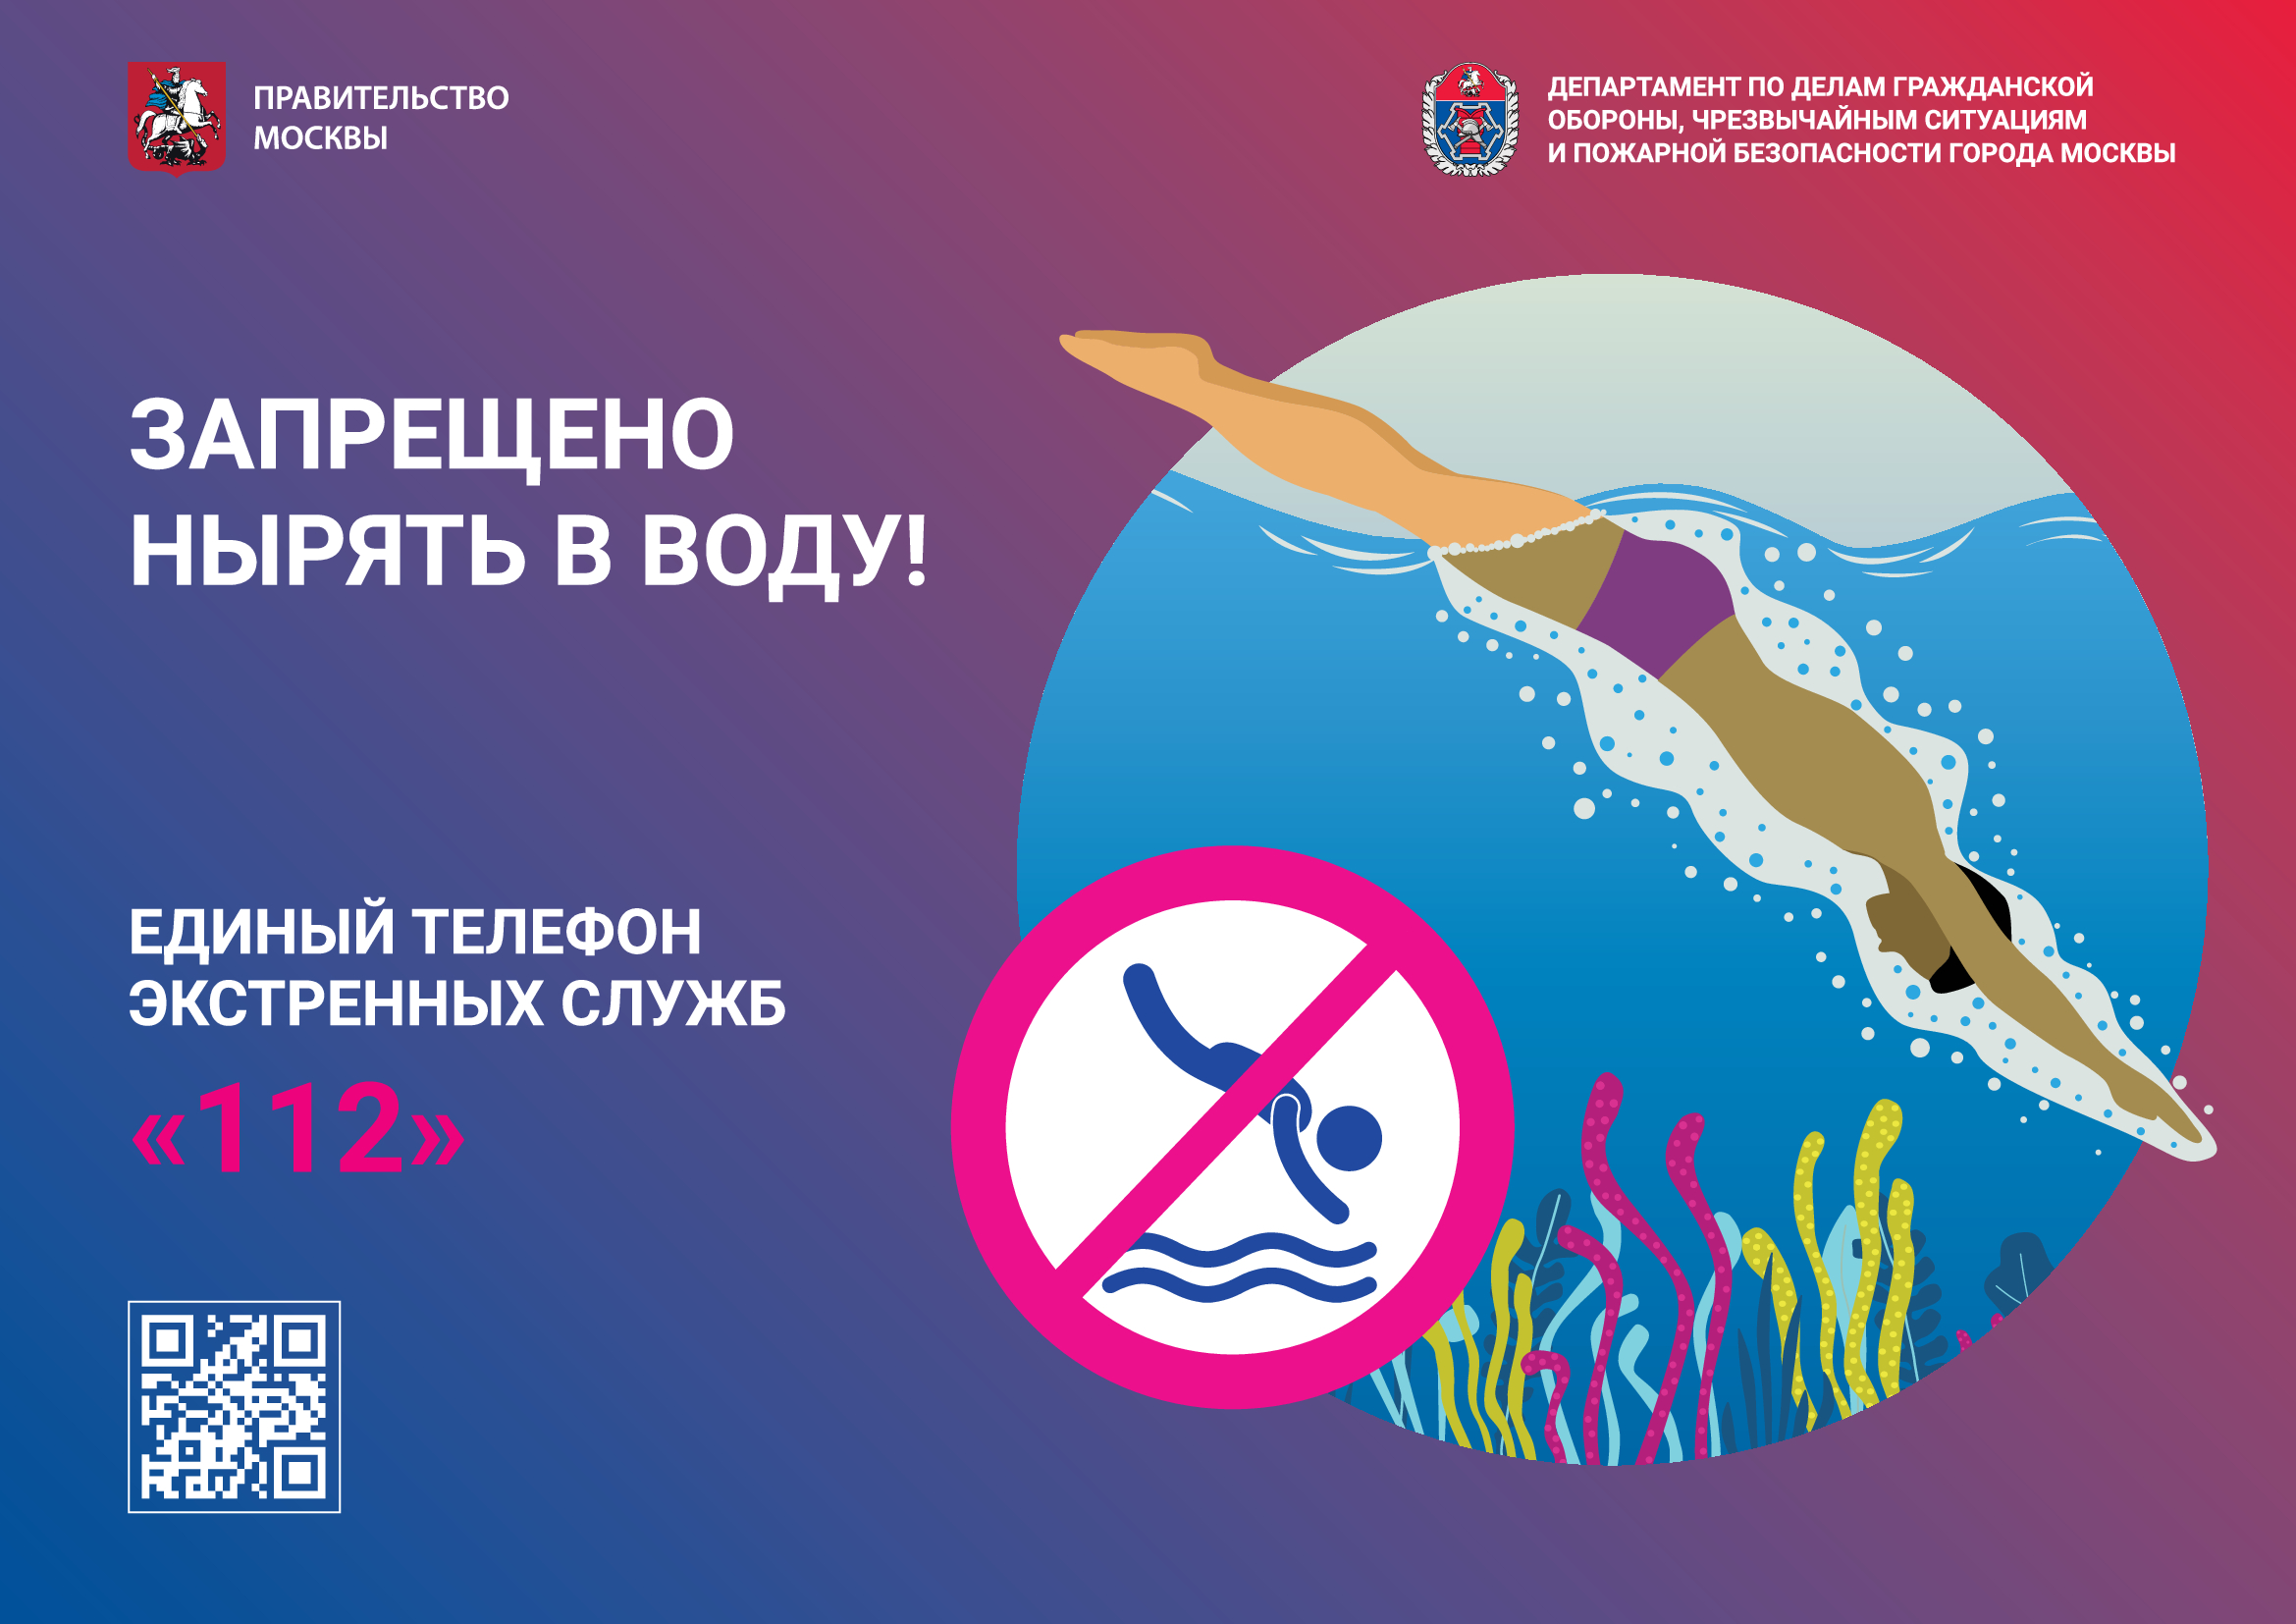 ПРАВИТЕЛЬСТВО
МОСКВЫ
ДЕПАРТАМЕНТ ПО ДЕЛАМ ГРАЖДАНСКОЙ
ОБОРОНЫ, ЧРЕЗВЫЧАЙНЫМ СИТУАЦИЯМ
И ПОЖАРНОЙ БЕЗОПАСНОСТИ ГОРОДА МОСКВЫ
ЗАПРЕЩЕНО
НЫРЯТЬ В ВОДУ!
ЕДИНЫЙ ТЕЛЕФОН
ЭКСТРЕННЫХ СЛУЖБ
«112»